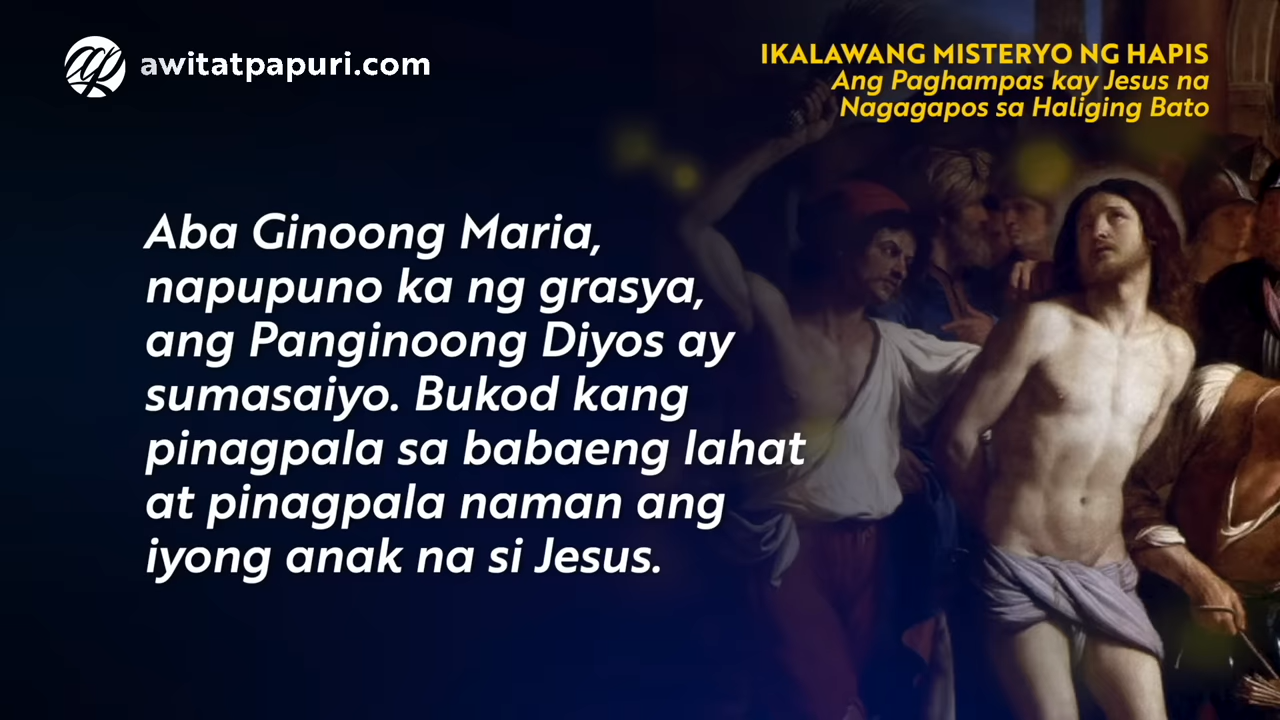 awitatpapuri.com
IKALAWANG MISTERYO NG HAPIS
Ang Paghampas kay Jesus na
Nagagapos sa Haliging Bato
Aba Ginoong Maria,
napupuno ka ng grasya,
ang Panginoong Diyos ay
sumasaiyo. Bukod kang
pinagpala sa babaeng lahat
at pinagpala naman ang
iyong anak na si Jesus.